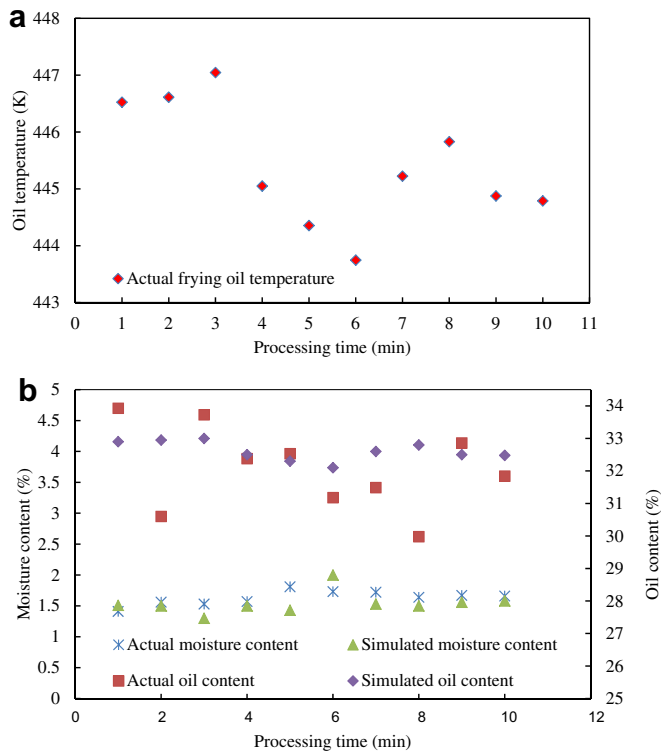 a
448
447
446
445
444
443
Oil temperature (K)
Actual frying oil temperature
0 1 2 3 4 5 6 7 8 9 10 11
Processing time (min)
b
5
4.5
4
3.5
3
2.5
2
1.5
1
0.5
0
Moisture content (%)
34
33
32
31
30
29
28
27
26
25
Oil content (%)
Actual moisture content
Simulated moisture content
Actual oil content
Simulated oil content
0 2 4 6 8 10 12
Processing time (min)